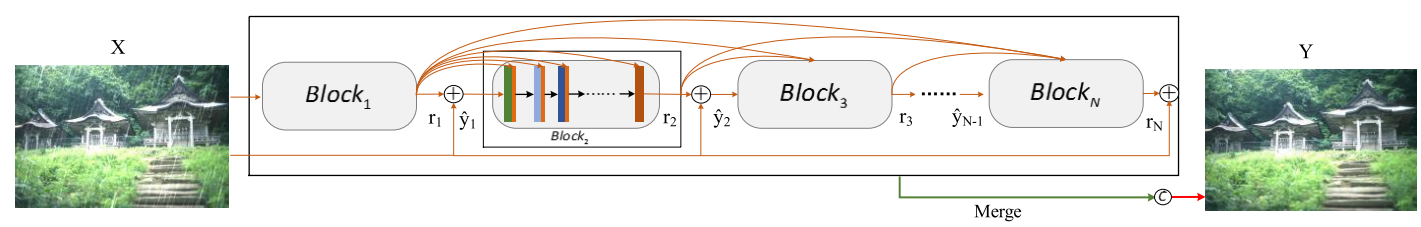 X
Y
Block₁
r₁
ŷ₁
Block₂
r₂
ŷ₂
Block₃
r₃
......
ŷN-1
BlockN
rN
C
Merge